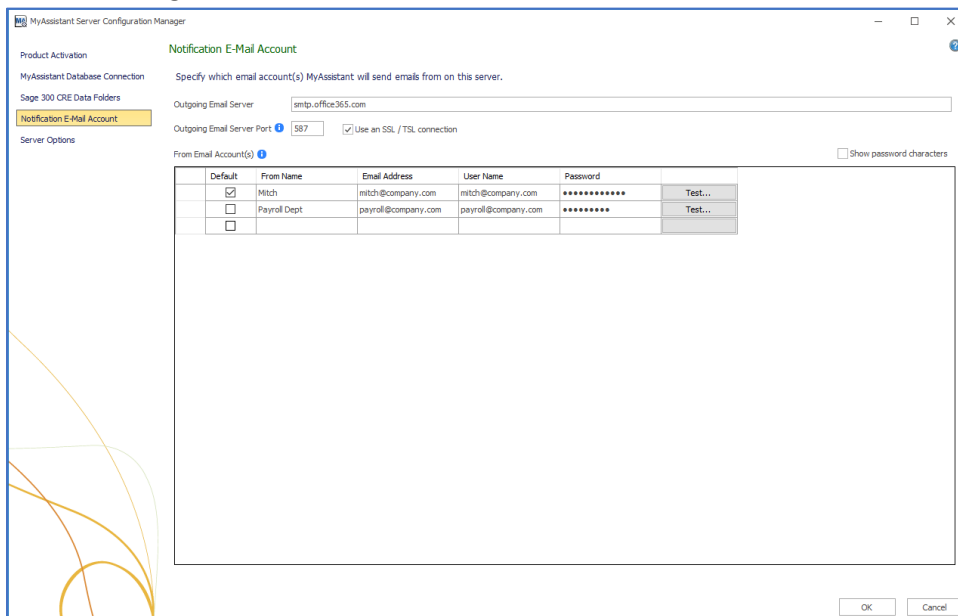 MyAssistant Server Configuration Manager
Product Activation
MyAssistant Database Connection
Sage 300 CRE Data Folders
Notification E-Mail Account
Server Options
Notification E-Mail Account
Specify which email account(s) MyAssistant will send emails from on this server.
Outgoing Email Server smtp.office365.com
Outgoing Email Server Port 587 Use an SSL / TSL connection
From Email Account(s) Show password characters
Default From Name Email Address User Name Password
Mitch mitch@company.com mitch@company.com ●●●●●●●●●●●● Test...
Payroll Dept payroll@company.com payroll@company.com ●●●●●●●●● Test...
OK Cancel